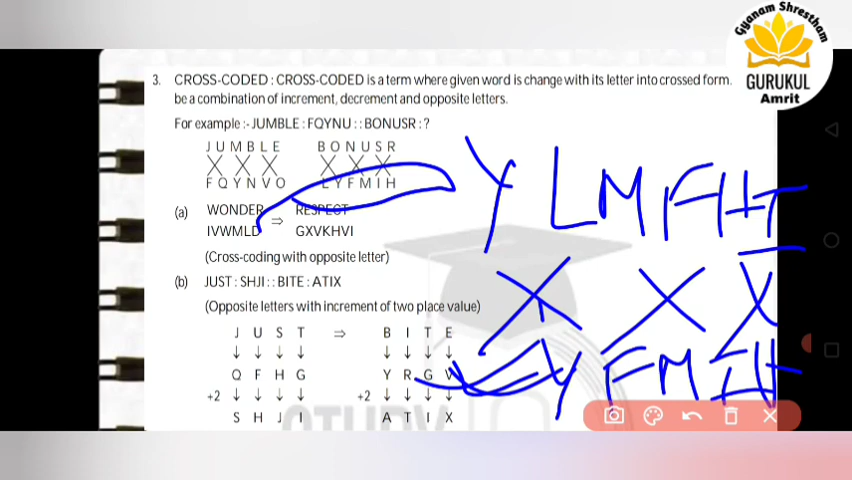 Gyanam Shrestham
GURUKUL
Amrit
3. CROSS-CODED : CROSS-CODED is a term where given word is change with its letter into crossed form.
be a combination of increment, decrement and opposite letters.
For example :- JUMBLE : FQYNU : : BONUSR : ?
J U M B L E B O N U S R
F Q Y N V O L Y F M I H
(a) WONDER ⇒ RESPECT
IVWMLD GXVKHVI
(Cross-coding with opposite letter)
(b) JUST : SHJI : : BITE : ATIX
(Opposite letters with increment of two place value)
J U S T ⇒ B I T E
↓ ↓ ↓ ↓ ↓ ↓ ↓ ↓
Q F H G Y R G V
+2 ↓ ↓ ↓ ↓ +2 ↓ ↓ ↓ ↓
S H J I A T I X
Y L M F H I
Y F M